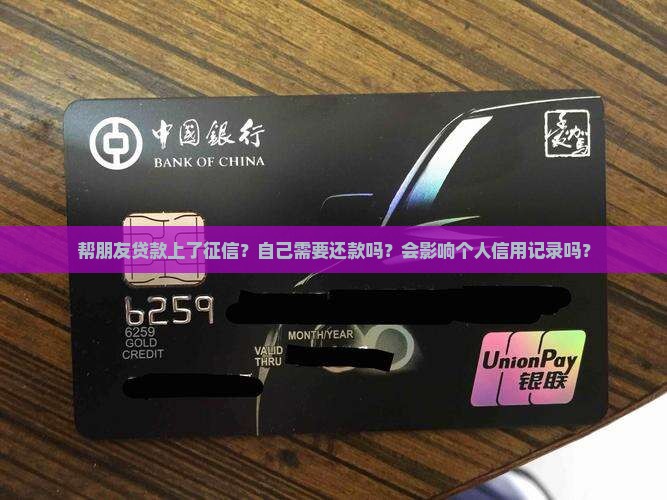 中国銀行
BANK OF CHINA
帮朋友贷款上了征信？自己需要还款吗？会影响个人信用记录吗？
6259
6259
GOLD
CREDIT
MONTH/YEAR
VALID
THRU
UnionPay
银联